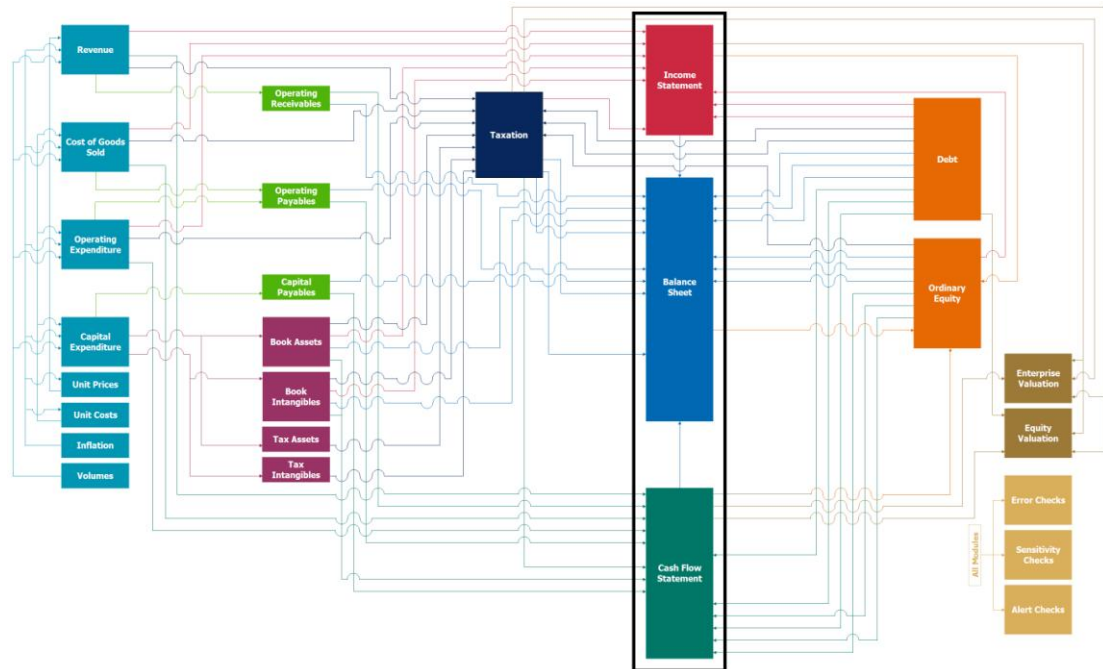 Revenue
Cost of Goods
Sold
Operating
Expenditure
Capital
Expenditure
Unit Prices
Unit Costs
Inflation
Volumes
Operating
Receivables
Operating
Payables
Capital
Payables
Book Assets
Book
Intangibles
Tax Assets
Tax
Intangibles
Taxation
Income
Statement
Balance
Sheet
Cash Flow
Statement
Debt
Ordinary
Equity
Enterprise
Valuation
Equity
Valuation
All Modules
Error Checks
Sensitivity
Checks
Alert Checks